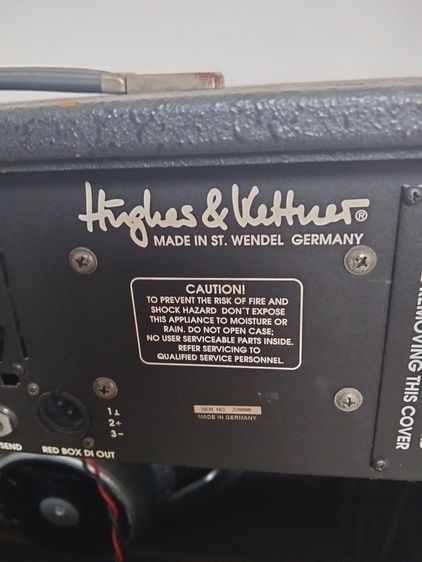 Hughes & Kettner®
MADE IN ST. WENDEL GERMANY
CAUTION!
TO PREVENT THE RISK OF FIRE AND
SHOCK HAZARD DON´T EXPOSE
THIS APPLIANCE TO MOISTURE OR
RAIN. DO NOT OPEN CASE;
NO USER SERVICEABLE PARTS INSIDE.
REFER SERVICING TO
QUALIFIED SERVICE PERSONNEL.
SER NO.
MADE IN GERMANY
1 ⊥
2+
3-
SEND
RED BOX DI OUT
REMOVING THIS COVER